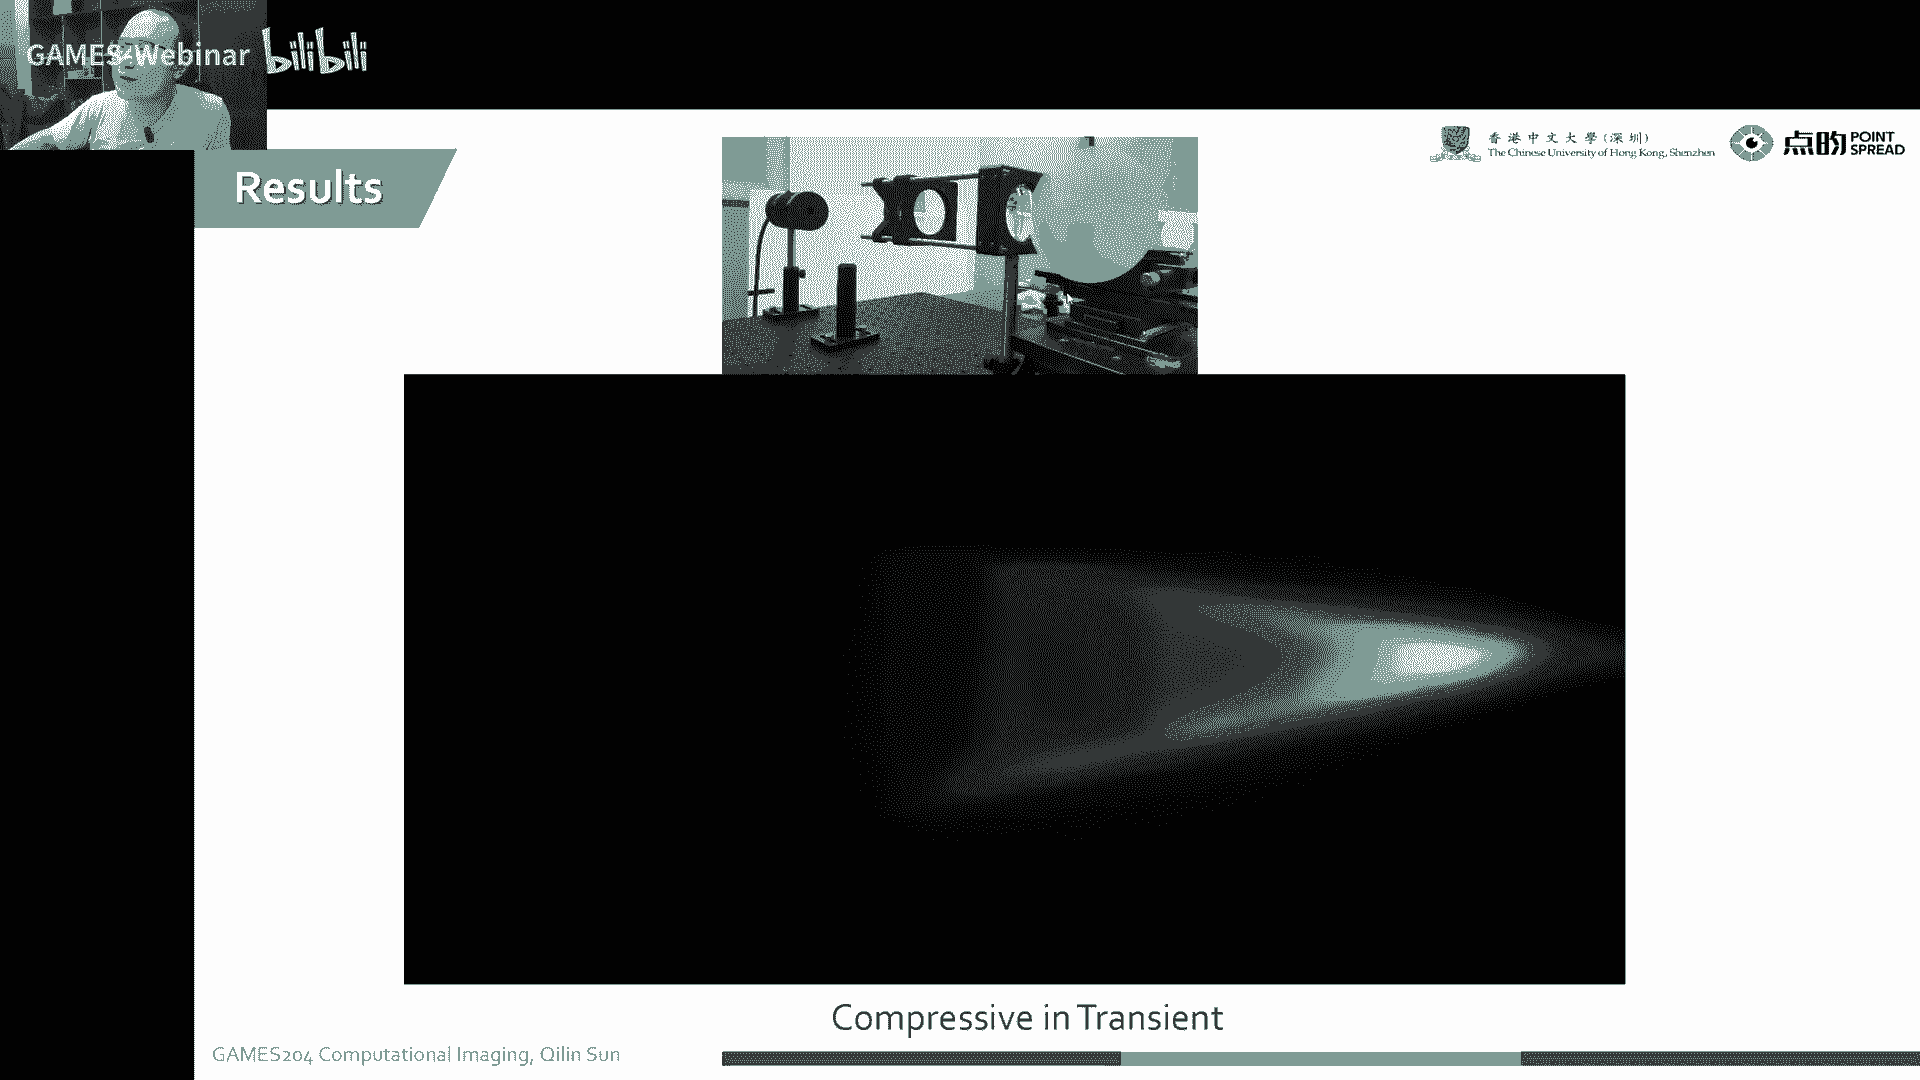 GAMES-Webinar bilibili
香港中文大學(深圳)
The Chinese University of Hong Kong, Shenzhen
点昀 POINT SPREAD
Results
Compressive in Transient
GAMES204 Computational Imaging, Qilin Sun